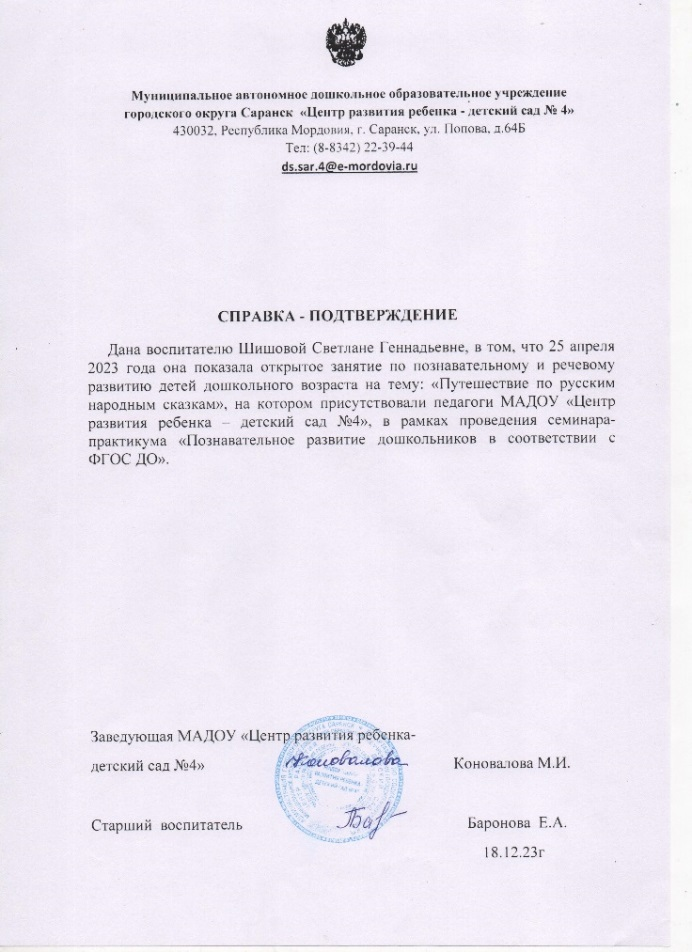 Муниципальное автономное дошкольное образовательное учреждение
городского округа Саранск «Центр развития ребенка - детский сад № 4»
430032, Республика Мордовия, г. Саранск, ул. Попова, д.64Б
Тел: (8-8342) 22-39-44
ds.sar.4@e-mordovia.ru
СПРАВКА - ПОДТВЕРЖДЕНИЕ
Дана воспитателю Шишовой Светлане Геннадьевне, в том, что 25 апреля
2023 года она показала открытое занятие по познавательному и речевому
развитию детей дошкольного возраста на тему: «Путешествие по русским
народным сказкам», на котором присутствовали педагоги МАДОУ «Центр
развития ребенка – детский сад №4», в рамках проведения семинара-
практикума «Познавательное развитие дошкольников в соответствии с
ФГОС ДО».
Заведующая МАДОУ «Центр развития ребенка-
детский сад №4» Коновалова Коновалова М.И.
Старший воспитатель Бар Баронова Е.А.
18.12.23г